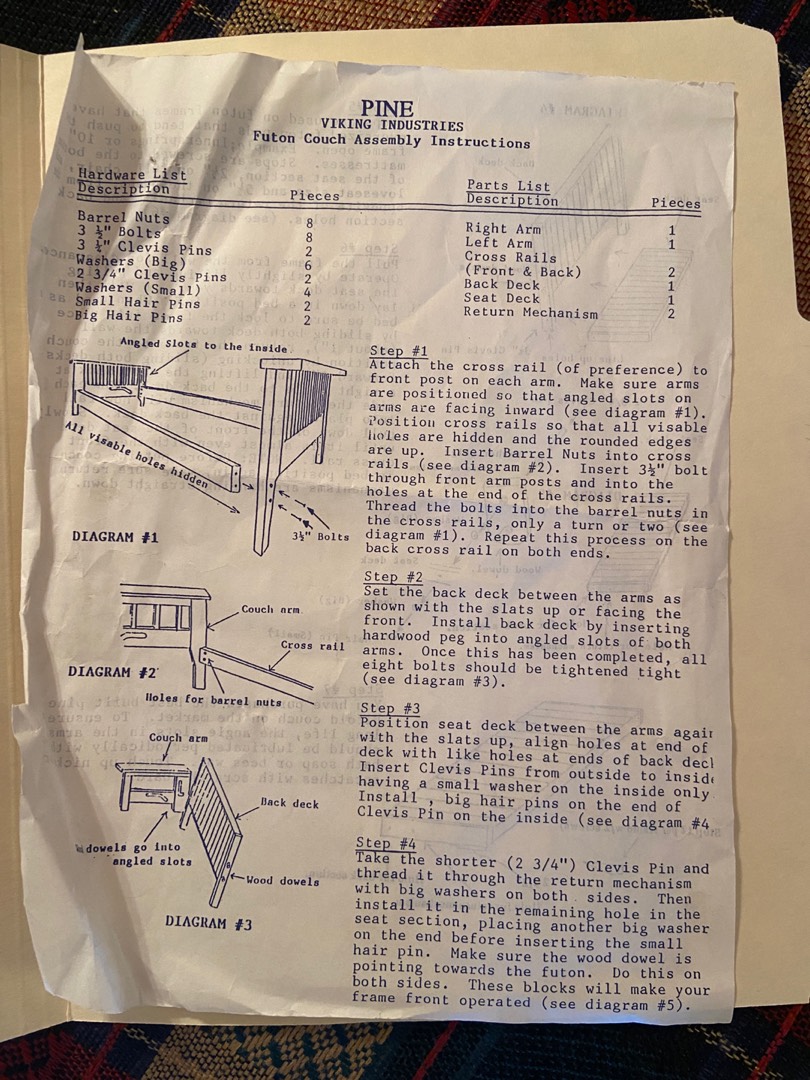 PINE
VIKING INDUSTRIES
Futon Couch Assembly Instructions
Hardware List
Description Pieces
Barrel Nuts 8
3 ½" Bolts 8
3 ¼" Clevis Pins 2
Washers (Big) 6
2 3/4" Clevis Pins 2
Washers (Small) 4
Small Hair Pins 2
Big Hair Pins 2
Parts List
Description Pieces
Right Arm 1
Left Arm 1
Cross Rails
(Front & Back) 2
Back Deck 1
Seat Deck 1
Return Mechanism 2
Angled Slots to the inside
All visable holes hidden
3½" Bolts
DIAGRAM #1
Couch arm
Cross rail
DIAGRAM #2
Holes for barrel nuts
Couch arm
Back deck
dowels go into
angled slots
Wood dowels
DIAGRAM #3
Step #1
Attach the cross rail (of preference) to
front post on each arm. Make sure arms
are positioned so that angled slots on
arms are facing inward (see diagram #1).
Position cross rails so that all visable
holes are hidden and the rounded edges
are up. Insert Barrel Nuts into cross
rails (see diagram #2). Insert 3½" bolt
through front arm posts and into the
holes at the end of the cross rails.
Thread the bolts into the barrel nuts in
the cross rails, only a turn or two (see
diagram #1). Repeat this process on the
back cross rail on both ends.
Step #2
Set the back deck between the arms as
shown with the slats up or facing the
front. Install back deck by inserting
hardwood peg into angled slots of both
arms. Once this has been completed, all
eight bolts should be tightened tight
(see diagram #3).
Step #3
Position seat deck between the arms again
with the slats up, align holes at end of
deck with like holes at ends of back deck
Insert Clevis Pins from outside to inside
having a small washer on the inside only
Install , big hair pins on the end of
Clevis Pin on the inside (see diagram #4
Step #4
Take the shorter (2 3/4") Clevis Pin and
thread it through the return mechanism
with big washers on both sides. Then
install it in the remaining hole in the
seat section, placing another big washer
on the end before inserting the small
hair pin. Make sure the wood dowel is
pointing towards the futon. Do this on
both sides. These blocks will make your
frame front operated (see diagram #5).